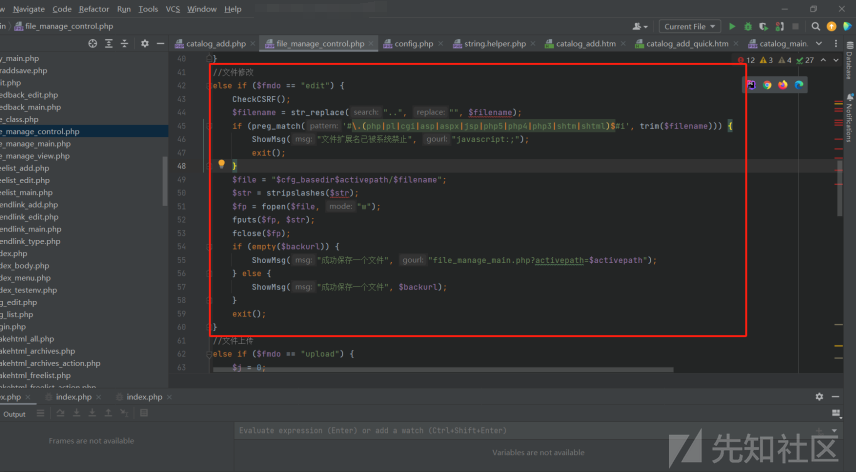 w Navigate Code Refactor Run Tools VCS Window Help
in file_manage_control.php
Current File
catalog_add.php file_manage_control.php config.php string.helper.php catalog_add.htm catalog_add_quick.htm catalog_main.
12 3 4 27
y_main.php
raddsave.php
it.php
edback_edit.php
edback_main.php
e_class.php
e_manage_control.php
e_manage_main.php
e_manage_view.php
eelist_add.php
eelist_edit.php
eelist_main.php
endlink_add.php
endlink_edit.php
endlink_main.php
endlink_type.php
dex.php
dex_body.php
dex_menu.php
dex_testenv.php
g_edit.php
g_list.php
gin.php
akehtml_all.php
akehtml_archives.php
akehtml_archives_action.php
akehtml_freelist.php
akehtml_freelist_action.php
40 }
41 //文件修改
42 else if ($fmdo == "edit") {
43 CheckCSRF();
44 $filename = str_replace( search: "..", replace: "", $filename);
45 if (preg_match( pattern: '#\.(php|pl|cgi|asp|aspx|jsp|php5|php4|php3|shtm|shtml)$#i', trim($filename))) {
46 ShowMsg( msg: "文件扩展名已被系统禁止", gourl: "javascript:;");
47 exit();
48 }
49 $file = "$cfg_basedir$activepath/$filename";
50 $str = stripslashes($str);
51 $fp = fopen($file, mode: "w");
52 fputs($fp, $str);
53 fclose($fp);
54 if (empty($backurl)) {
55 ShowMsg( msg: "成功保存一个文件", gourl: "file_manage_main.php?activepath=$activepath");
56 } else {
57 ShowMsg( msg: "成功保存一个文件", $backurl);
58 }
59 exit();
60 }
61 //文件上传
62 else if ($fmdo == "upload") {
63 $j = 0;
Database
Notifications
ex.php index.php index.php
Output
Evaluate expression (Enter) or add a watch (Ctrl+Shift+Enter)
Frames are not available
Variables are not available
先知社区